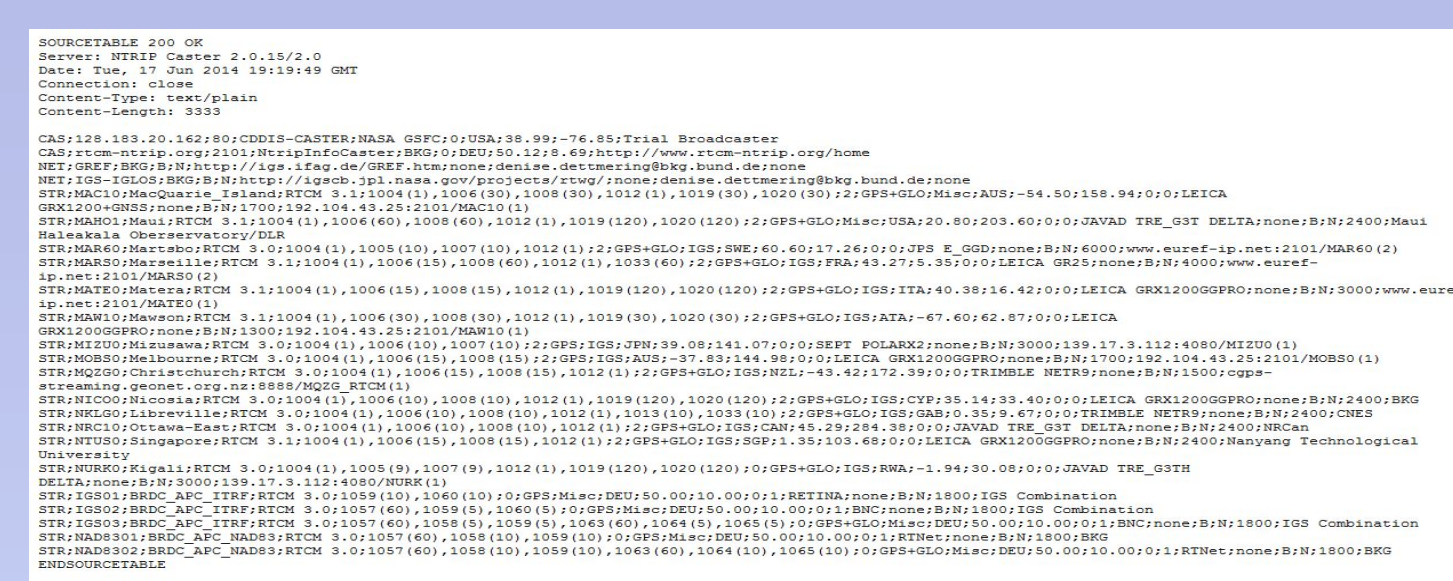 SOURCETABLE 200 OK
Server: NTRIP Caster 2.0.15/2.0
Date: Tue, 17 Jun 2014 19:19:49 GMT
Connection: close
Content-Type: text/plain
Content-Length: 3333
CAS;128.183.20.162;80;CDDIS-CASTER;NASA GSFC;0;USA;38.99;-76.85;Trial Broadcaster
CAS;rtcm-ntrip.org;2101;NtripInfoCaster;BKG;0;DEU;50.12;8.69;http://www.rtcm-ntrip.org/home
NET;GREF;BKG;B;N;http://igs.ifag.de/GREF.htm;none;denise.dettmering@bkg.bund.de;none
NET;IGS-IGLOS;BKG;B;N;http://igscb.jpl.nasa.gov/projects/rtwg/;none;denise.dettmering@bkg.bund.de;none
STR;MAC10;MacQuarie_Island;RTCM 3.1;1004(1),1006(30),1008(30),1012(1),1019(30),1020(30);2;GPS+GLO;Misc;AUS;-54.50;158.94;0;0;LEICA
GRX1200+GNSS;none;B;N;1700;192.104.43.25:2101/MAC10(1)
STR;MAHO1;Maui;RTCM 3.1;1004(1),1006(60),1008(60),1012(1),1019(120),1020(120);2;GPS+GLO;Misc;USA;20.80;203.60;0;0;JAVAD TRE_G3T DELTA;none;B;N;2400;Maui
Haleakala Oberservatory/DLR
STR;MAR60;Martsbo;RTCM 3.0;1004(1),1005(10),1007(10),1012(1);2;GPS+GLO;IGS;SWE;60.60;17.26;0;0;JPS E_GGD;none;B;N;6000;www.euref-ip.net:2101/MAR60(2)
STR;MARS0;Marseille;RTCM 3.1;1004(1),1006(15),1008(60),1012(1),1033(60);2;GPS+GLO;IGS;FRA;43.27;5.35;0;0;LEICA GR25;none;B;N;4000;www.euref-
ip.net:2101/MARS0(2)
STR;MATE0;Matera;RTCM 3.1;1004(1),1006(15),1008(15),1012(1),1019(120),1020(120);2;GPS+GLO;IGS;ITA;40.38;16.42;0;0;LEICA GRX1200GGPRO;none;B;N;3000;www.eure
ip.net:2101/MATE0(1)
STR;MAW10;Mawson;RTCM 3.1;1004(1),1006(30),1008(30),1012(1),1019(30),1020(30);2;GPS+GLO;IGS;ATA;-67.60;62.87;0;0;LEICA
GRX1200GGPRO;none;B;N;1300;192.104.43.25:2101/MAW10(1)
STR;MIZU0;Mizusawa;RTCM 3.0;1004(1),1006(10),1007(10);2;GPS;IGS;JPN;39.08;141.07;0;0;SEPT POLARX2;none;B;N;3000;139.17.3.112:4080/MIZU0(1)
STR;MOBS0;Melbourne;RTCM 3.0;1004(1),1006(15),1008(15);2;GPS;IGS;AUS;-37.83;144.98;0;0;LEICA GRX1200GGPRO;none;B;N;1700;192.104.43.25:2101/MOBS0(1)
STR;MQZG0;Christchurch;RTCM 3.0;1004(1),1006(15),1008(15),1012(1);2;GPS+GLO;IGS;NZL;-43.42;172.39;0;0;TRIMBLE NETR9;none;B;N;1500;cgps-
streaming.geonet.org.nz:8888/MQZG_RTCM(1)
STR;NICO0;Nicosia;RTCM 3.0;1004(1),1006(10),1008(10),1012(1),1019(120),1020(120);2;GPS+GLO;IGS;CYP;35.14;33.40;0;0;LEICA GRX1200GGPRO;none;B;N;2400;BKG
STR;NKLG0;Libreville;RTCM 3.0;1004(1),1006(10),1008(10),1012(1),1013(10),1033(10);2;GPS+GLO;IGS;GAB;0.35;9.67;0;0;TRIMBLE NETR9;none;B;N;2400;CNES
STR;NRC10;Ottawa-East;RTCM 3.0;1004(1),1006(10),1008(10),1012(1);2;GPS+GLO;IGS;CAN;45.29;284.38;0;0;JAVAD TRE_G3T DELTA;none;B;N;2400;NRCan
STR;NTUS0;Singapore;RTCM 3.1;1004(1),1006(15),1008(15),1012(1);2;GPS+GLO;IGS;SGP;1.35;103.68;0;0;LEICA GRX1200GGPRO;none;B;N;2400;Nanyang Technological
University
STR;NURK0;Kigali;RTCM 3.0;1004(1),1005(9),1007(9),1012(1),1019(120),1020(120);0;GPS+GLO;IGS;RWA;-1.94;30.08;0;0;JAVAD TRE_G3TH
DELTA;none;B;N;3000;139.17.3.112:4080/NURK(1)
STR;IGS01;BRDC_APC_ITRF;RTCM 3.0;1059(10),1060(10);0;GPS;Misc;DEU;50.00;10.00;0;1;RETINA;none;B;N;1800;IGS Combination
STR;IGS02;BRDC_APC_ITRF;RTCM 3.0;1057(60),1059(5),1060(5);0;GPS;Misc;DEU;50.00;10.00;0;1;BNC;none;B;N;1800;IGS Combination
STR;IGS03;BRDC_APC_ITRF;RTCM 3.0;1057(60),1058(5),1059(5),1063(60),1064(5),1065(5);0;GPS+GLO;Misc;DEU;50.00;10.00;0;1;BNC;none;B;N;1800;IGS Combination
STR;NAD8301;BRDC_APC_NAD83;RTCM 3.0;1057(60),1058(10),1059(10);0;GPS;Misc;DEU;50.00;10.00;0;1;RTNet;none;B;N;1800;BKG
STR;NAD8302;BRDC_APC_NAD83;RTCM 3.0;1057(60),1058(10),1059(10),1063(60),1064(10),1065(10);0;GPS+GLO;Misc;DEU;50.00;10.00;0;1;RTNet;none;B;N;1800;BKG
ENDSOURCETABLE